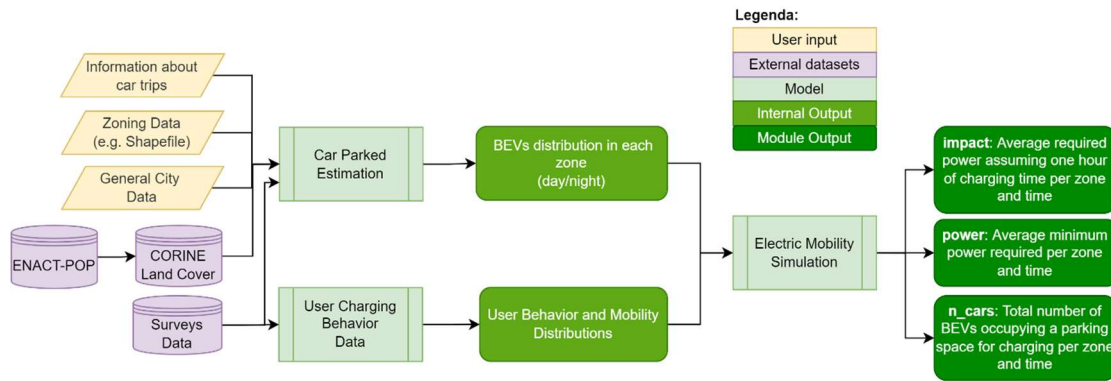 Legenda:
User input
External datasets
Model
Internal Output
Module Output
Information about
car trips
Zoning Data
(e.g. Shapefile)
General City
Data
ENACT-POP
CORINE
Land Cover
Surveys
Data
Car Parked
Estimation
User Charging
Behavior
Data
BEVs distribution in each
zone
(day/night)
User Behavior and Mobility
Distributions
Electric Mobility
Simulation
impact: Average required
power assuming one hour
of charging time per zone
and time
power: Average minimum
power required per zone
and time
n_cars: Total number of
BEVs occupying a parking
space for charging per zone
and time